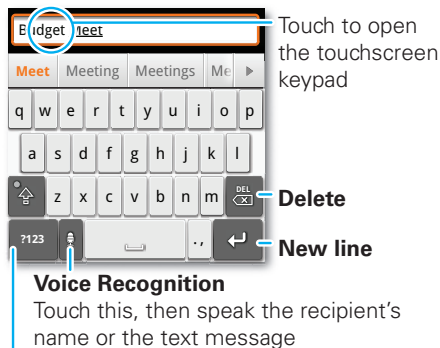 Budget Meet
Touch to open
the touchscreen
keypad
Meet Meeting Meetings Me
q w e r t y u i o p
a s d f g h j k l
z x c v b n m DEL
Delete
?123 . ,
New line
Voice Recognition
Touch this, then speak the recipient's
name or the text message